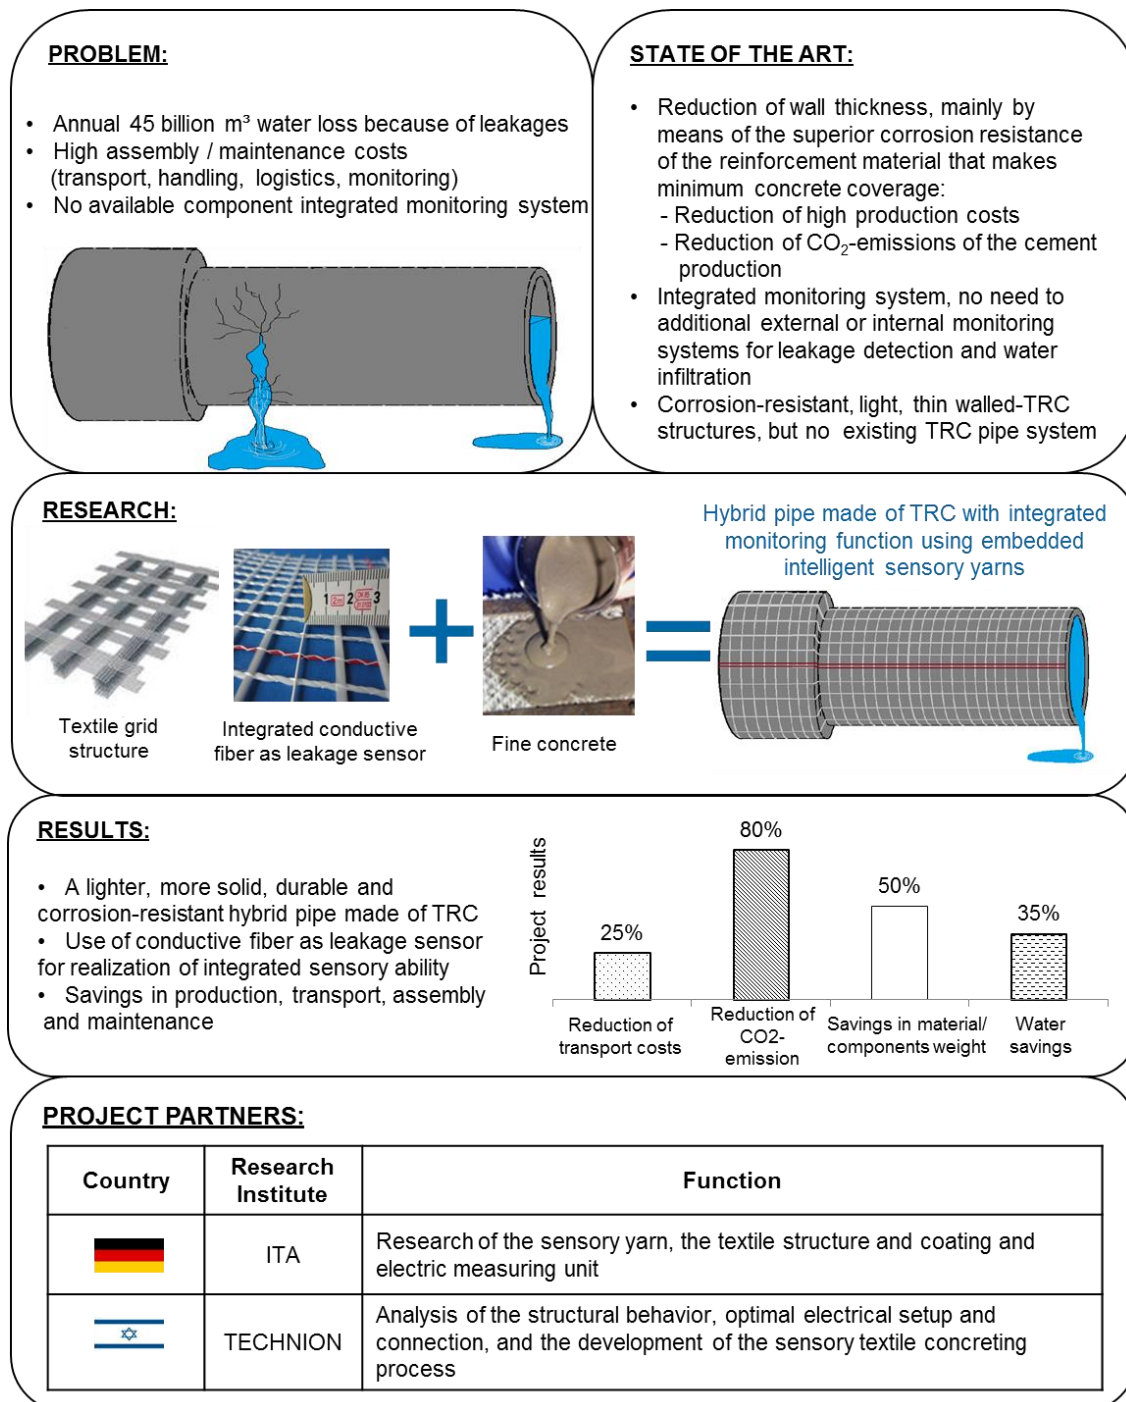 PROBLEM:
• Annual 45 billion m³ water loss because of leakages
• High assembly / maintenance costs
(transport, handling, logistics, monitoring)
• No available component integrated monitoring system
STATE OF THE ART:
• Reduction of wall thickness, mainly by
means of the superior corrosion resistance
of the reinforcement material that makes
minimum concrete coverage:
- Reduction of high production costs
- Reduction of CO₂-emissions of the cement
production
• Integrated monitoring system, no need to
additional external or internal monitoring
systems for leakage detection and water
infiltration
• Corrosion-resistant, light, thin walled-TRC
structures, but no existing TRC pipe system
RESEARCH:
Hybrid pipe made of TRC with integrated
monitoring function using embedded
intelligent sensory yarns
1 2 3
Textile grid
structure
Integrated conductive
fiber as leakage sensor
Fine concrete
RESULTS:
• A lighter, more solid, durable and
corrosion-resistant hybrid pipe made of TRC
• Use of conductive fiber as leakage sensor
for realization of integrated sensory ability
• Savings in production, transport, assembly
and maintenance
Project results
25%
80%
50%
35%
Reduction of
transport costs
Reduction of
CO2-
emission
Savings in material/
components weight
Water
savings
PROJECT PARTNERS:
Country
Research
Institute
Function
ITA
Research of the sensory yarn, the textile structure and coating and
electric measuring unit
TECHNION
Analysis of the structural behavior, optimal electrical setup and
connection, and the development of the sensory textile concreting
process